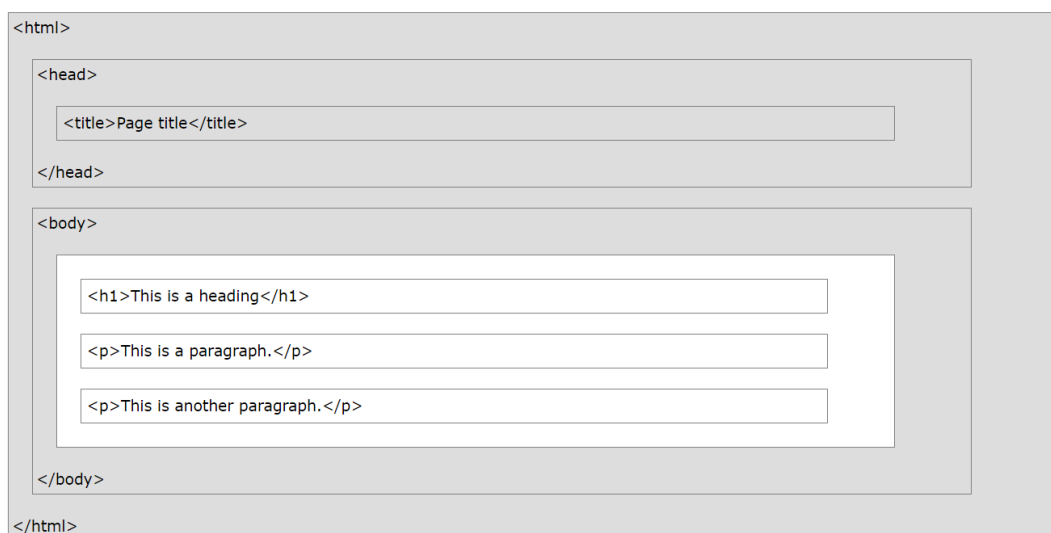 <html>
<head>
<title>Page title</title>
</head>
<body>
<h1>This is a heading</h1>
<p>This is a paragraph.</p>
<p>This is another paragraph.</p>
</body>
</html>